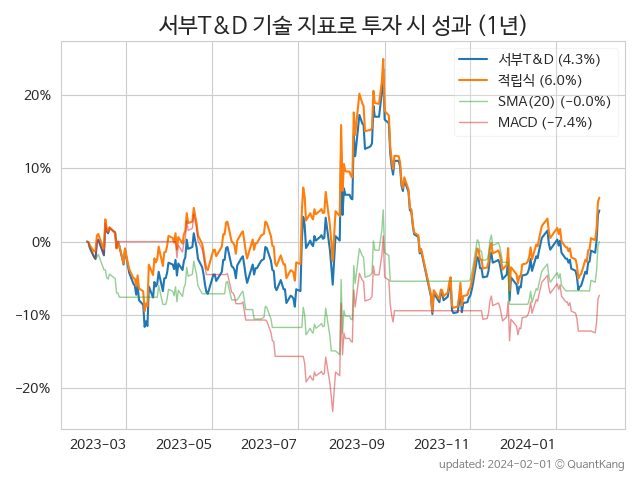 서부T&D 기술 지표로 투자 시 성과 (1년)
서부T&D (4.3%)
적립식 (6.0%)
SMA(20) (−0.0%)
MACD (−7.4%)
20%
10%
0%
−10%
−20%
2023-03 2023-05 2023-07 2023-09 2023-11 2024-01
updated: 2024-02-01 © QuantKang